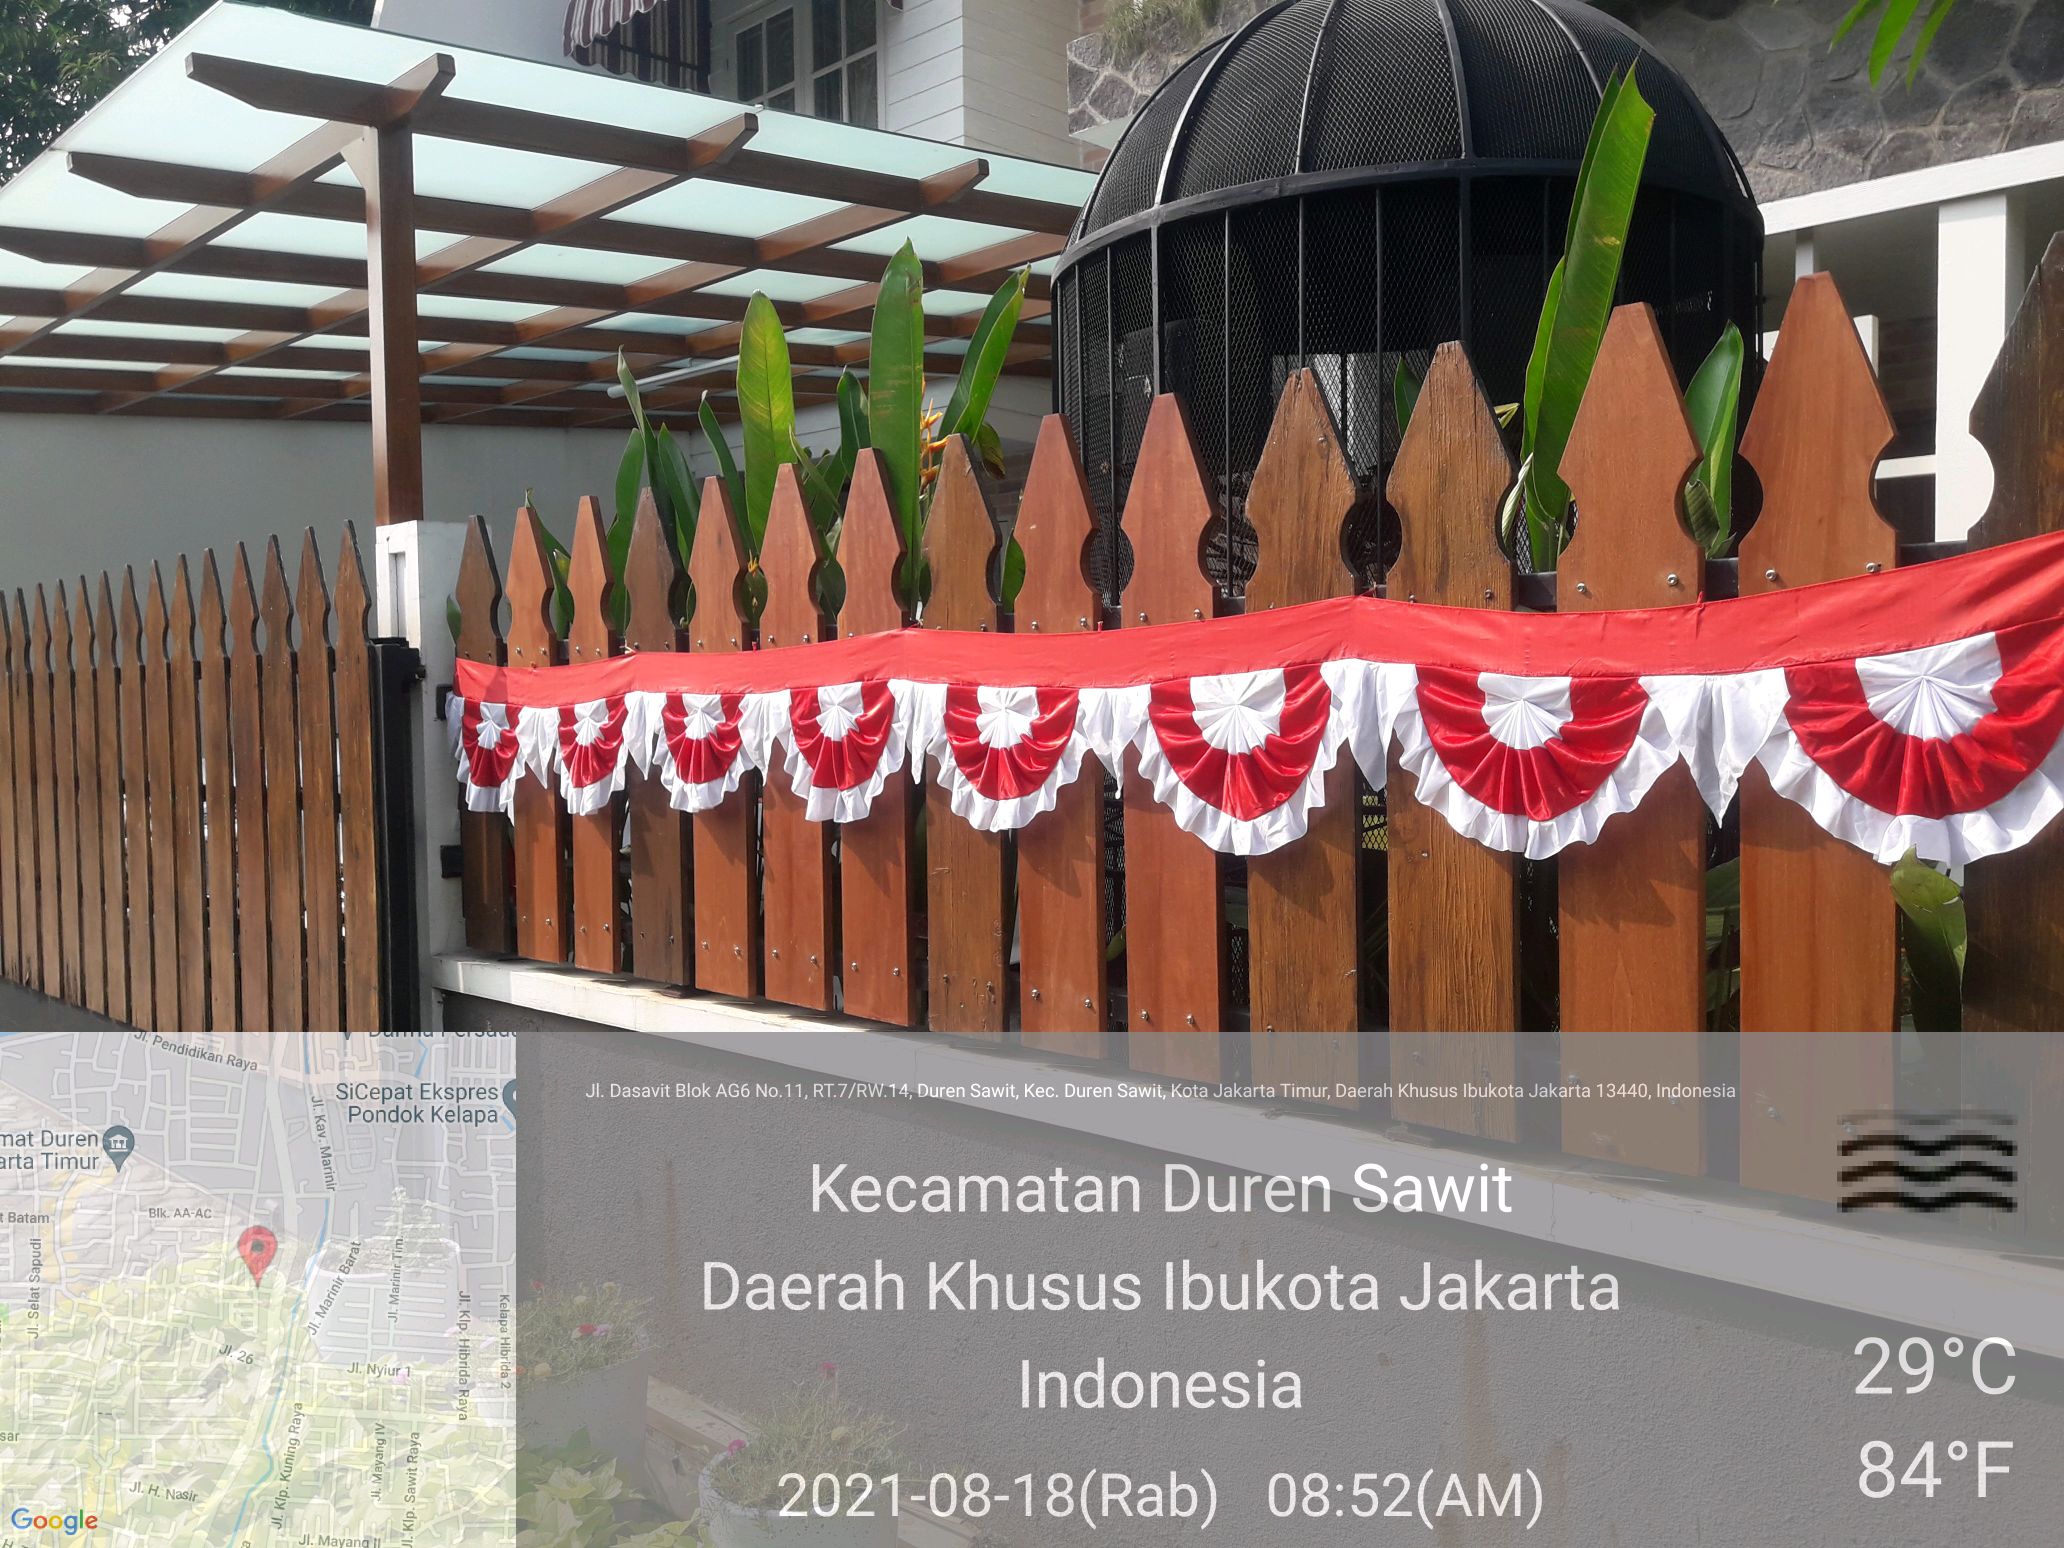 Jl. Dasavit Blok AG6 No.11, RT.7/RW.14, Duren Sawit, Kec. Duren Sawit, Kota Jakarta Timur, Daerah Khusus Ibukota Jakarta 13440, Indonesia
Kecamatan Duren Sawit
Daerah Khusus Ibukota Jakarta
Indonesia
2021-08-18(Rab) 08:52(AM)
29°C
84°F
Jl. Pendidikan Raya
SiCepat Ekspres
Pondok Kelapa
Jl. Kav. Marinir
mat Duren
arta Timur
t Batam
Blk. AA-AC
Jl. Selat Sapudi
Jl. Marinir Barat
Jl. Marinir Tim.
Jl. 26
Jl. Nyiur 1
Jl. Klp. Hibrida Raya
Kelapa Hibrida 2
sar
Jl. Klp. Kuning Raya
Jl. Mayang IV
Jl. Klp. Sawit Raya
Jl. H. Nasir
Google
Jl. Mayang II